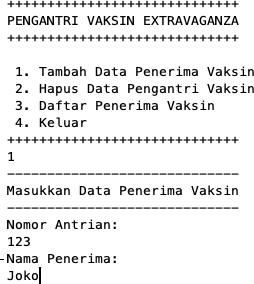 +++++++++++++++++++++++++++++
PENGANTRI VAKSIN EXTRAVAGANZA
+++++++++++++++++++++++++++++
1. Tambah Data Penerima Vaksin
2. Hapus Data Pengantri Vaksin
3. Daftar Penerima Vaksin
4. Keluar
+++++++++++++++++++++++++++++
1
-----------------------------
Masukkan Data Penerima Vaksin
-----------------------------
Nomor Antrian:
123
Nama Penerima:
Joko